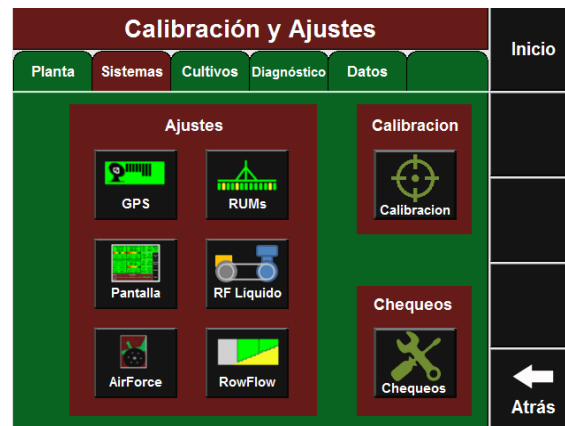 Calibración y Ajustes
Inicio
Planta
Sistemas
Cultivos
Diagnóstico
Datos
Ajustes
Calibracion
GPS
RUMs
Calibracion
Pantalla
RF Liquido
Chequeos
AirForce
RowFlow
Chequeos
Atrás